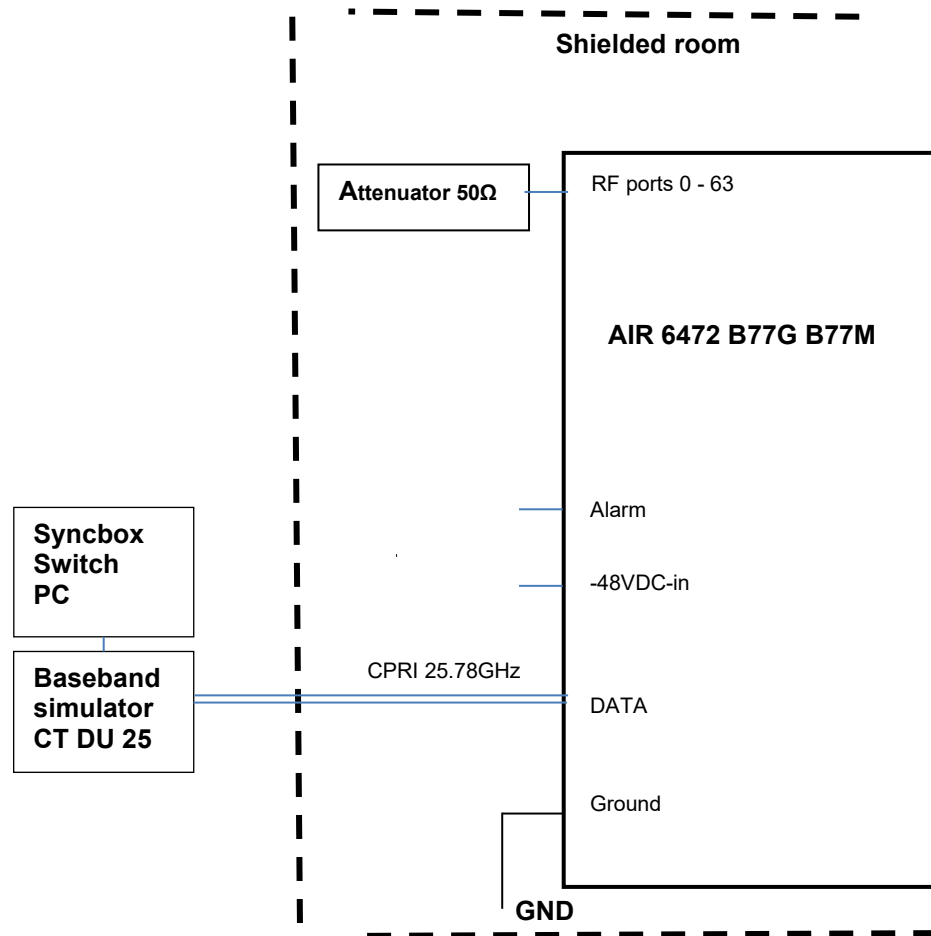 Shielded room
Attenuator 50Ω
RF ports 0 - 63
AIR 6472 B77G B77M
Alarm
-48VDC-in
Syncbox
Switch
PC
Baseband
simulator
CT DU 25
CPRI 25.78GHz
DATA
Ground
GND